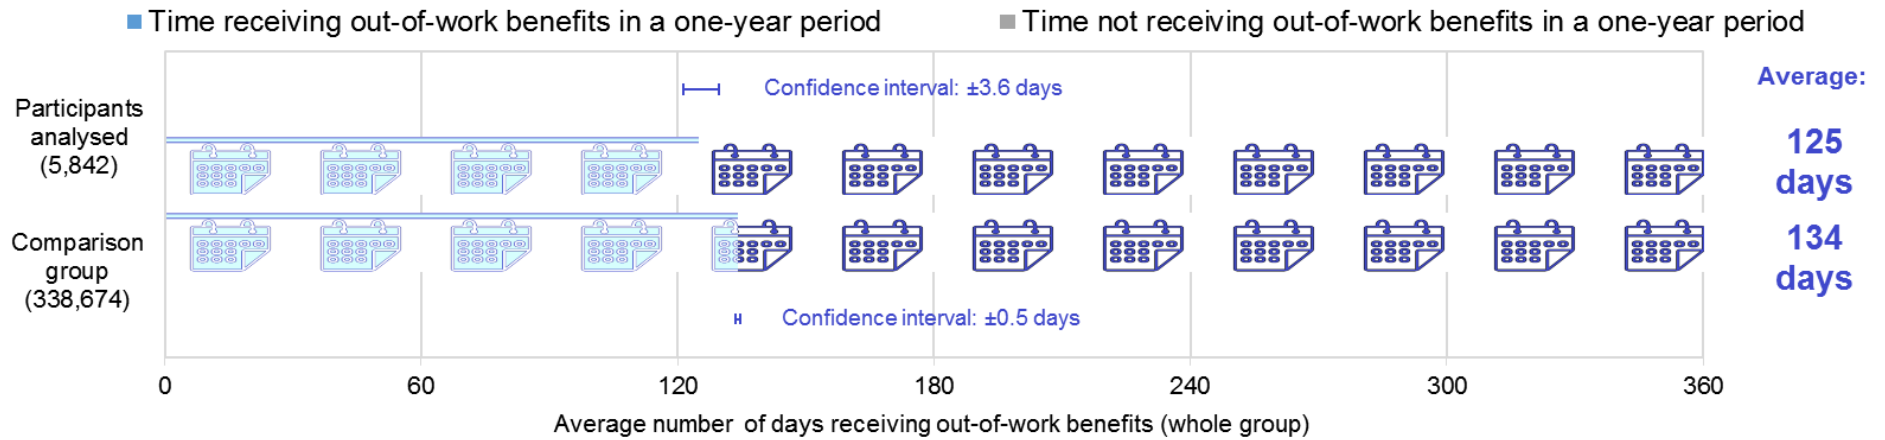 Time receiving out-of-work benefits in a one-year period
Time not receiving out-of-work benefits in a one-year period
Participants
analysed
(5,842)
Confidence interval: ±3.6 days
Average:
125
days
Comparison
group
(338,674)
134
days
Confidence interval: ±0.5 days
0 60 120 180 240 300 360
Average number of days receiving out-of-work benefits (whole group)